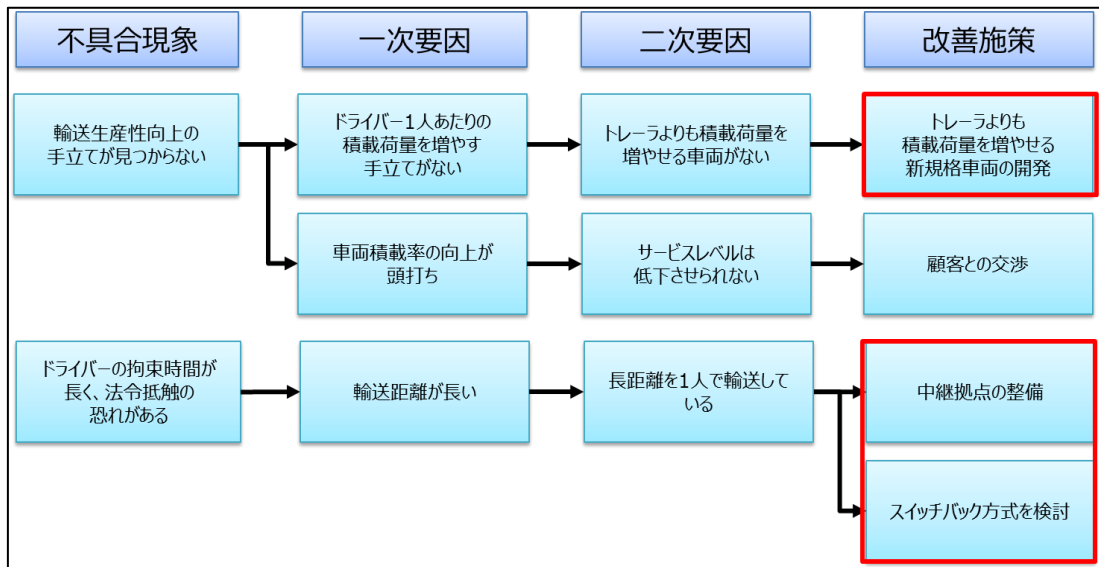 不具合現象
一次要因
二次要因
改善施策
輸送生産性向上の
手立てが見つからない
ドライバー1人あたりの
積載荷量を増やす
手立てがない
トレーラよりも積載荷量を
増やせる車両がない
トレーラよりも
積載荷量を増やせる
新規格車両の開発
車両積載率の向上が
頭打ち
サービスレベルは
低下させられない
顧客との交渉
ドライバーの拘束時間が
長く、法令抵触の
恐れがある
輸送距離が長い
長距離を1人で輸送して
いる
中継拠点の整備
スイッチバック方式を検討